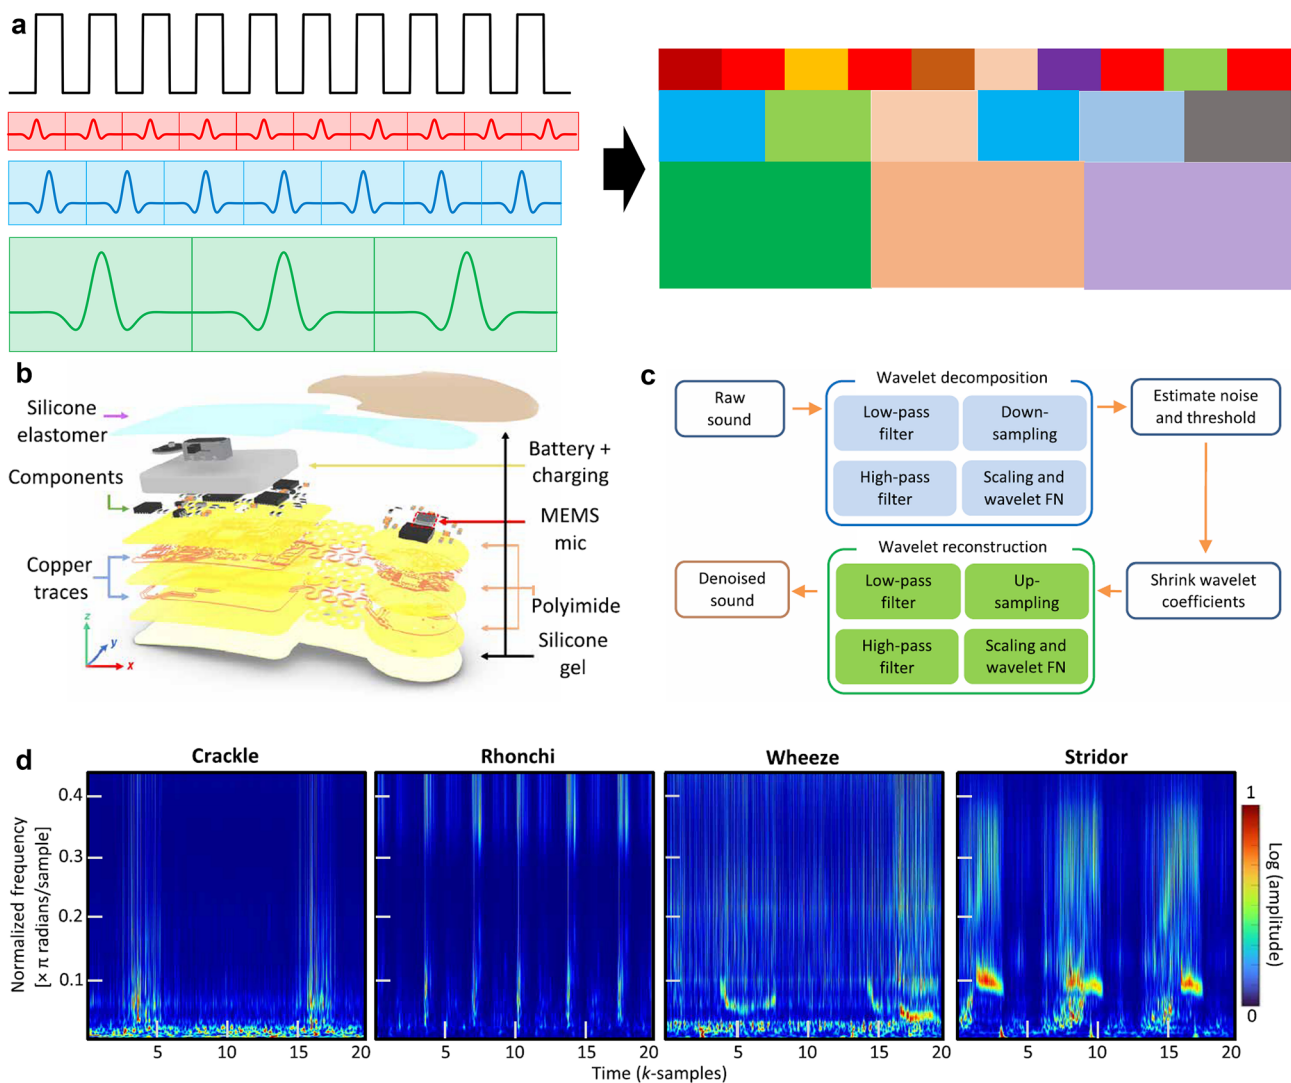 a
b
Silicone
elastomer
Components
Copper
traces
z
y
x
Battery +
charging
MEMS
mic
Polyimide
Silicone
gel
c
Raw
sound
Wavelet decomposition
Low-pass
filter
Down-
sampling
High-pass
filter
Scaling and
wavelet FN
Estimate noise
and threshold
Wavelet reconstruction
Low-pass
filter
Up-
sampling
High-pass
filter
Scaling and
wavelet FN
Shrink wavelet
coefficients
Denoised
sound
d
Crackle
Rhonchi
Wheeze
Stridor
Normalized frequency
[× π radians/sample]
0.4
0.3
0.2
0.1
5 10 15 20
5 10 15 20
5 10 15 20
5 10 15 20
Time (k-samples)
1
0
Log (amplitude)